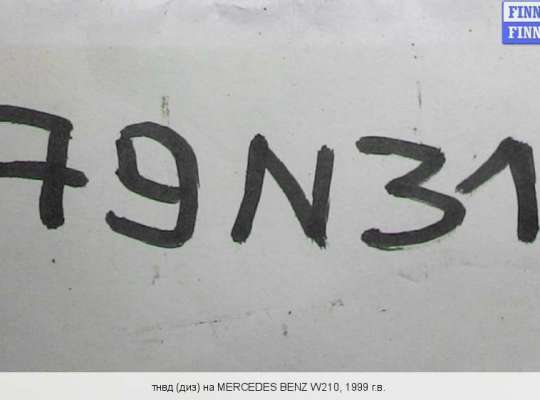 FINN
FINN
79N31
тнвд (диз) на MERCEDES BENZ W210, 1999 г.в.